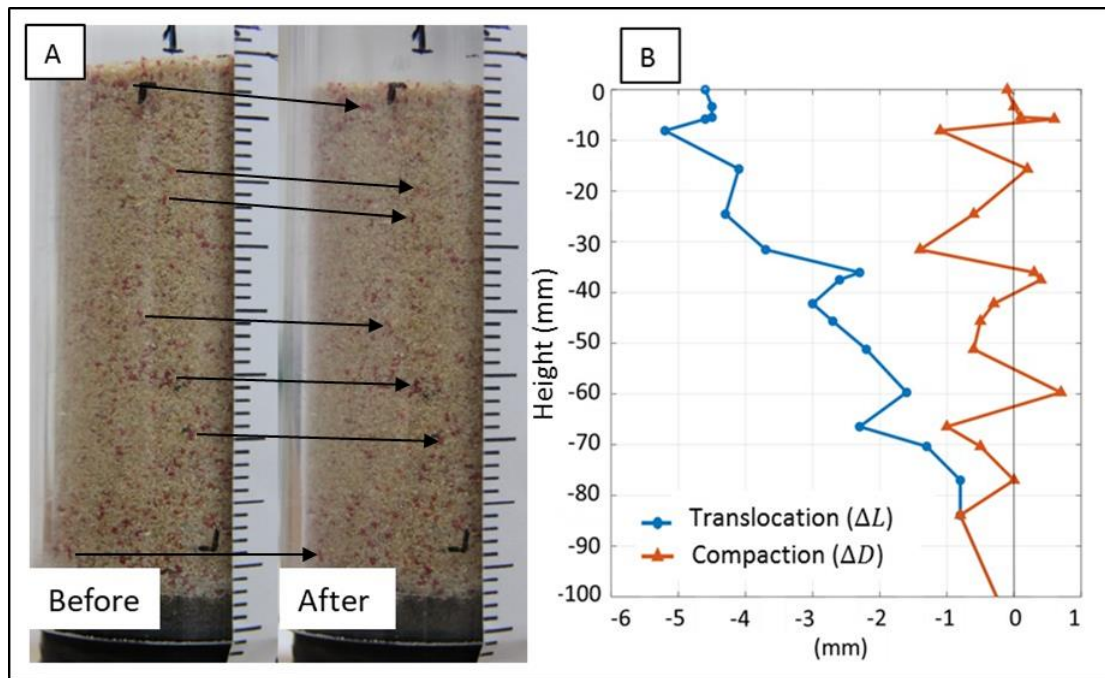 A
1
1
Before
After
B
0
-10
-20
-30
-40
-50
-60
-70
-80
-90
-100
Height (mm)
Translocation (ΔL)
Compaction (ΔD)
-6 -5 -4 -3 -2 -1 0 1
(mm)